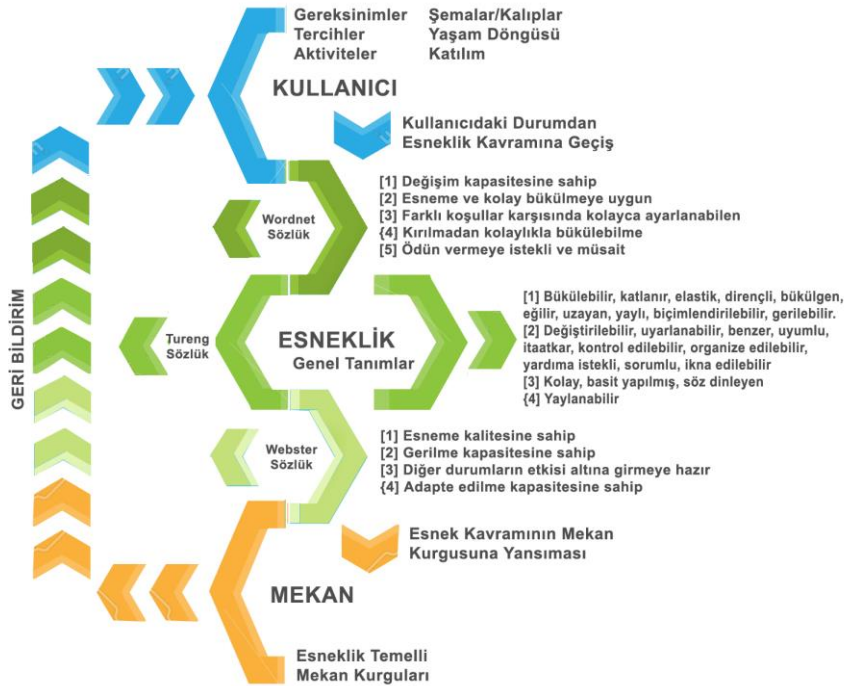 Gereksinimler
Tercihler
Aktiviteler
Şemalar/Kalıplar
Yaşam Döngüsü
Katılım
KULLANICI
Kullanıcıdaki Durumdan
Esneklik Kavramına Geçiş
Wordnet
Sözlük
[1] Değişim kapasitesine sahip
[2] Esneme ve kolay bükülmeye uygun
[3] Farklı koşullar karşısında kolayca ayarlanabilen
{4] Kırılmadan kolaylıkla bükülebilme
[5] Ödün vermeye istekli ve müsait
GERİ BİLDİRİM
Tureng
Sözlük
ESNEKLİK
Genel Tanımlar
[1] Bükülebilir, katlanır, elastik, dirençli, bükülgen,
eğilir, uzayan, yaylı, biçimlendirilebilir, gerilebilir.
[2] Değiştirilebilir, uyarlanabilir, benzer, uyumlu,
itaatkar, kontrol edilebilir, organize edilebilir,
yardıma istekli, sorumlu, ikna edilebilir
[3] Kolay, basit yapılmış, söz dinleyen
{4] Yaylanabilir
Webster
Sözlük
[1] Esneme kalitesine sahip
[2] Gerilme kapasitesine sahip
[3] Diğer durumların etkisi altına girmeye hazır
{4] Adapte edilme kapasitesine sahip
Esnek Kavramının Mekan
Kurgusuna Yansıması
MEKAN
Esneklik Temelli
Mekan Kurguları